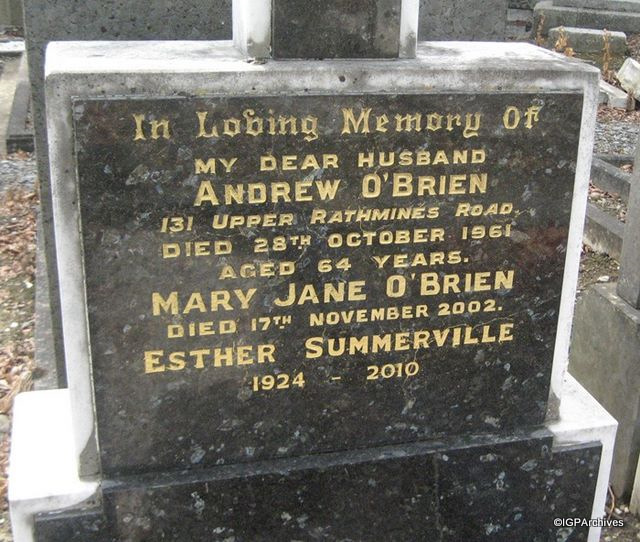 In Loving Memory Of
MY DEAR HUSBAND
ANDREW O'BRIEN
131 UPPER RATHMINES ROAD.
DIED 28TH OCTOBER 1961
AGED 64 YEARS.
MARY JANE O'BRIEN
DIED 17TH NOVEMBER 2002.
ESTHER SUMMERVILLE
1924 - 2010
©IGPArchives